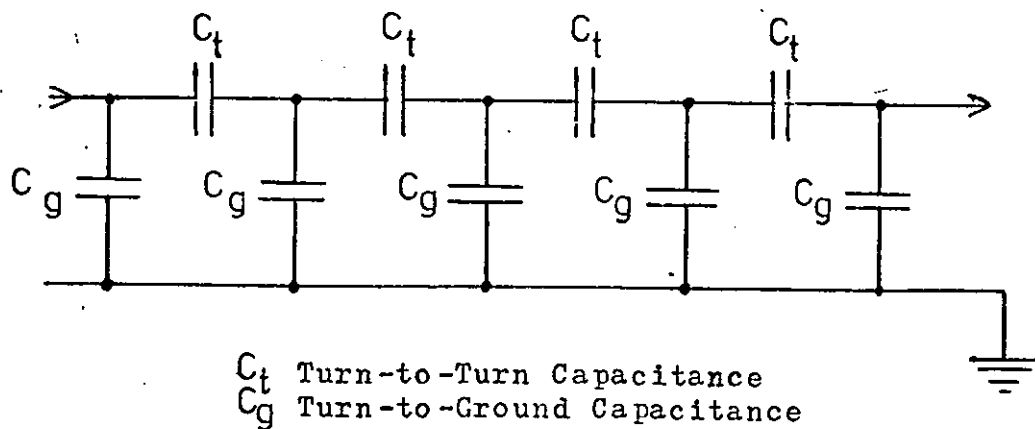 Ct Ct Ct Ct
Cg Cg Cg Cg Cg
Ct Turn-to-Turn Capacitance
Cg Turn-to-Ground Capacitance